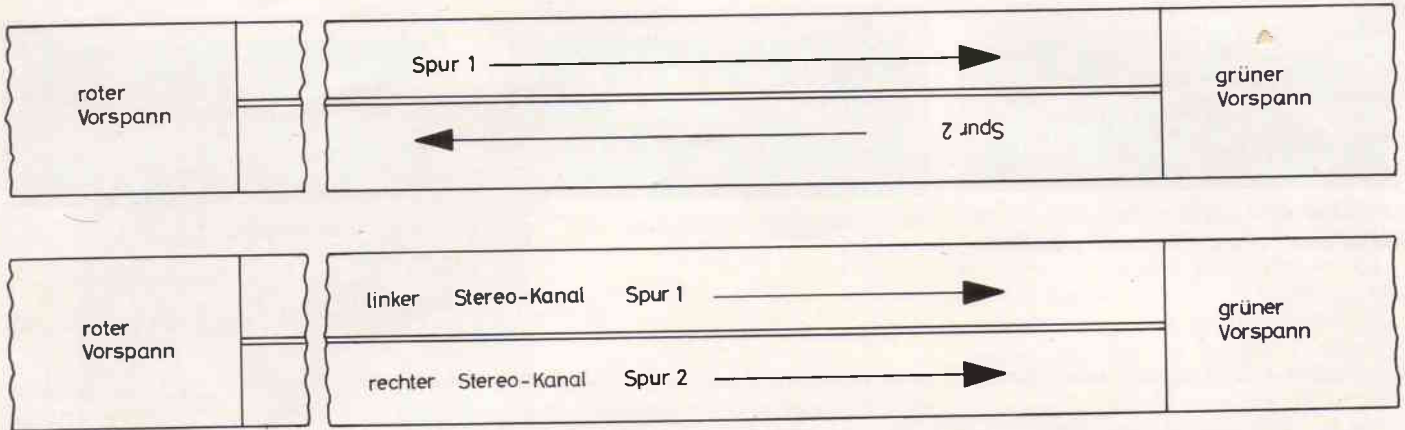 roter
Vorspann
Spur 1
Spur 2
grüner
Vorspann
roter
Vorspann
linker Stereo-Kanal Spur 1
rechter Stereo-Kanal Spur 2
grüner
Vorspann